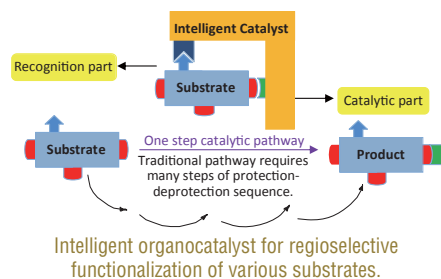 Intelligent Catalyst
Recognition part
Substrate
Catalytic part
One step catalytic pathway
Substrate
Traditional pathway requires
many steps of protection-
deprotection sequence.
Product
Intelligent organocatalyst for regioselective
functionalization of various substrates.